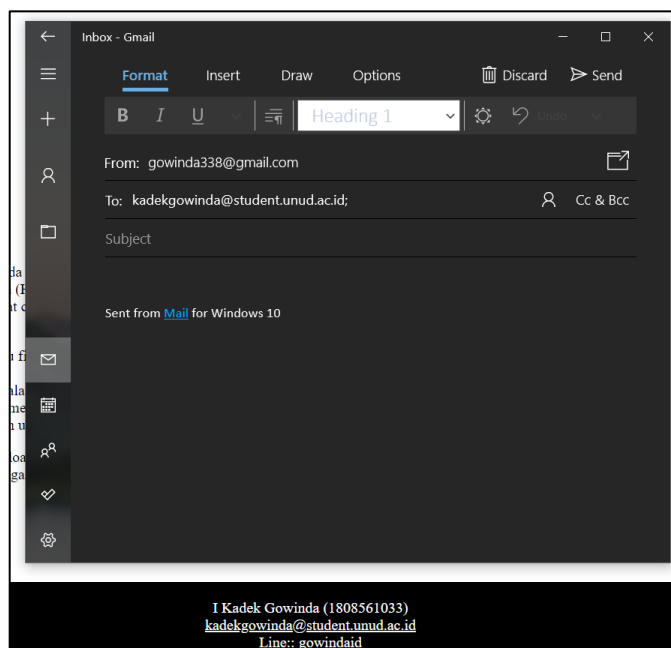 Inbox - Gmail
Format Insert Draw Options Discard Send
B I U Heading 1 Undo
From: gowinda338@gmail.com
To: kadekgowinda@student.unud.ac.id; Cc & Bcc
Subject
Sent from Mail for Windows 10
I Kadek Gowinda (1808561033)
kadekgowinda@student.unud.ac.id
Line:: gowindaid